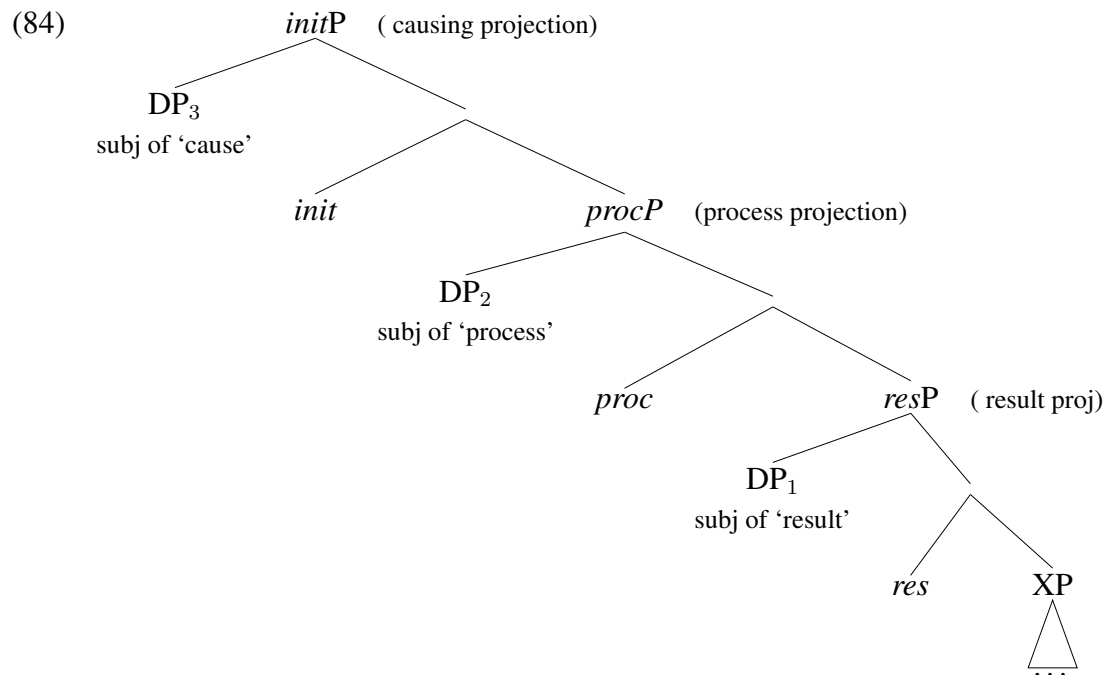 (84) initP ( causing projection)
DP₃
subj of ‘cause’
init procP (process projection)
DP₂
subj of ‘process’
proc resP ( result proj)
DP₁
subj of ‘result’
res XP
...